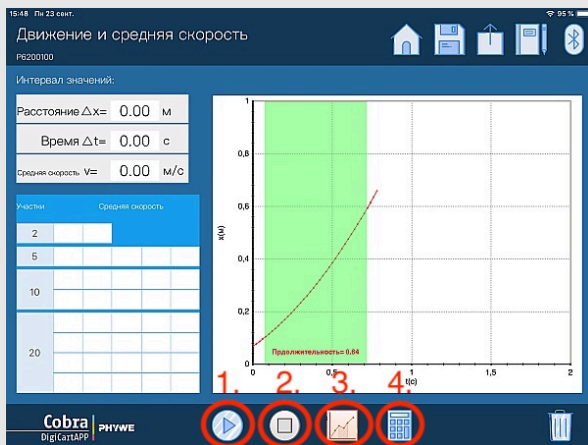 15:48 Пн 23 сент.
95 %
Движение и средняя скорость
P6200100
Интервал значений:
Расстояние △x= 0.00 м
Время △t= 0.00 с
Средняя скорость V= 0.00 м/с
Участки Средняя скорость
2
5
10
20
1
0,8
0,6
0,4
0,2
0
x(м)
Прдолжительность= 0.64
0 0,5 1 1,5 2
t(c)
1. 2. 3. 4.
Cobra
DigiCartAPP
PHYWE